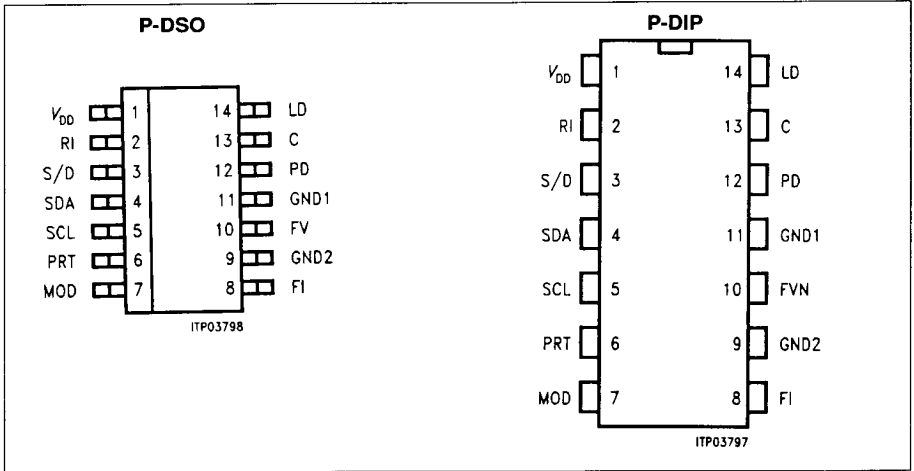 P-DSO
V_DD 1 14 LD
RI 2 13 C
S/D 3 12 PD
SDA 4 11 GND1
SCL 5 10 FV
PRT 6 9 GND2
MOD 7 8 FI
ITP03798
P-DIP
V_DD 1 14 LD
RI 2 13 C
S/D 3 12 PD
SDA 4 11 GND1
SCL 5 10 FVN
PRT 6 9 GND2
MOD 7 8 FI
ITP03797